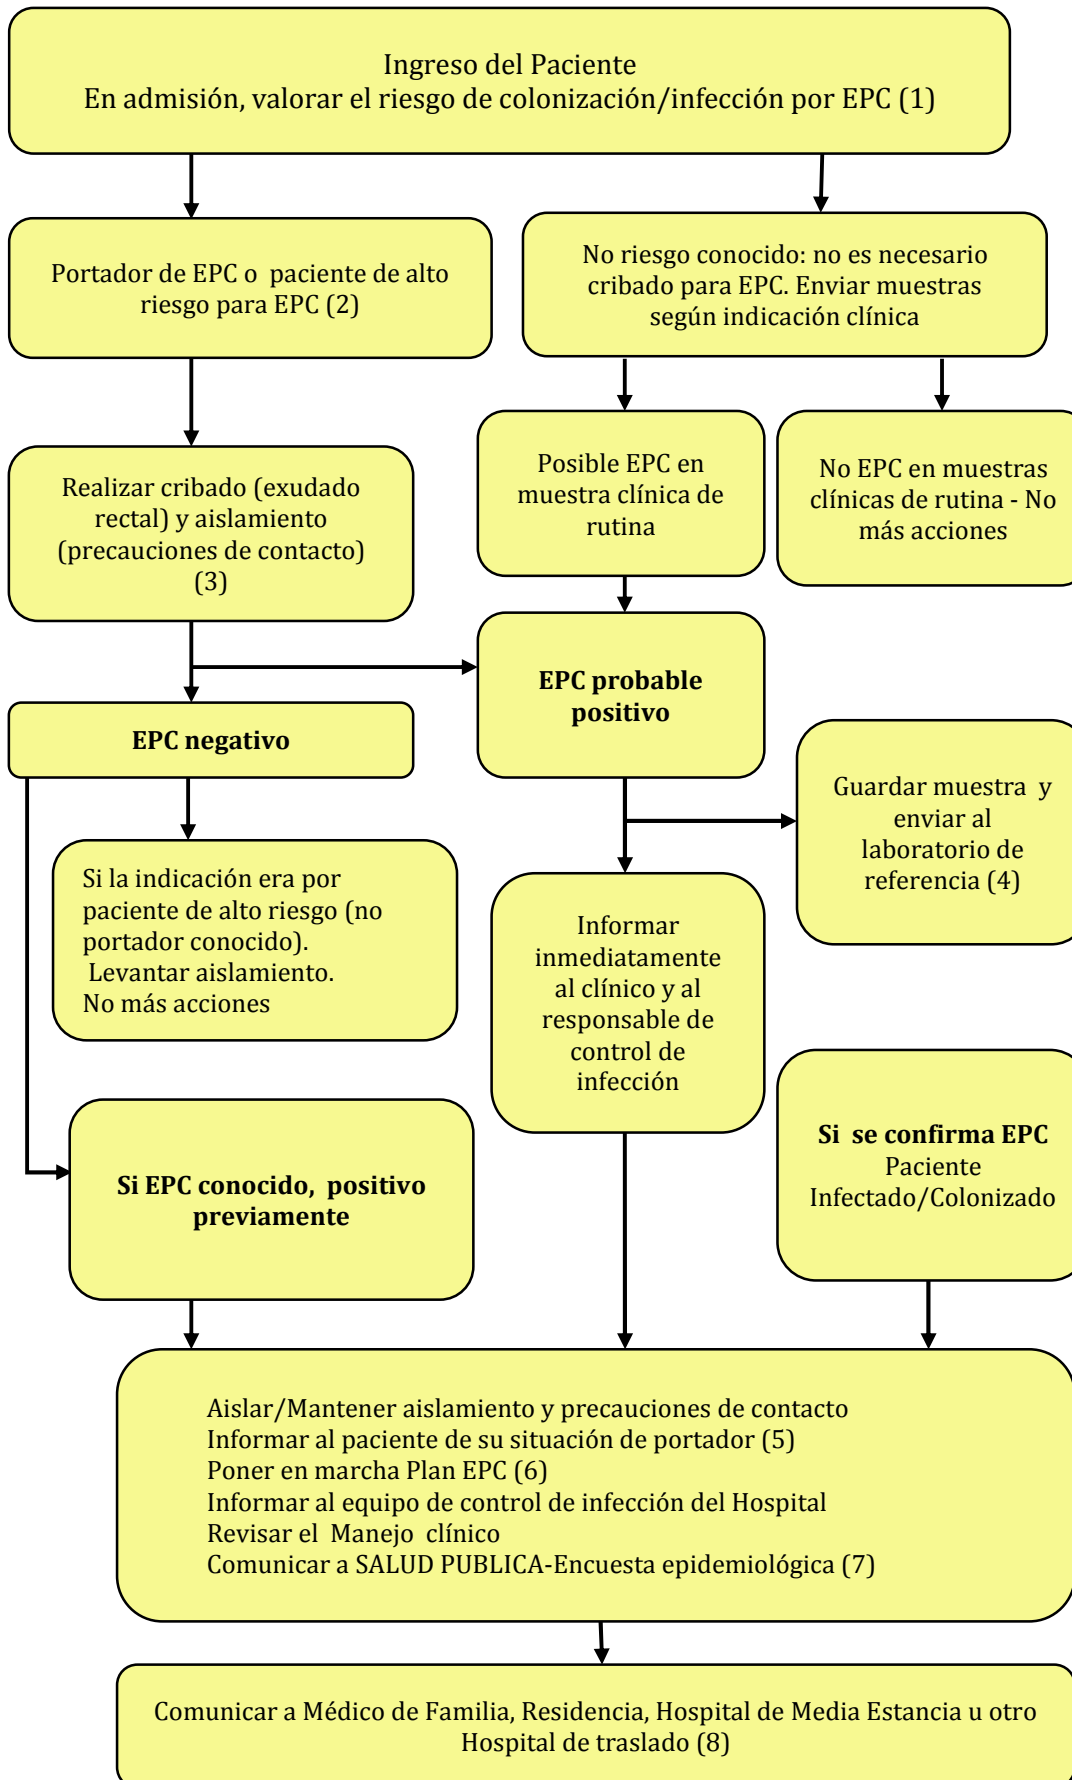 Ingreso del Paciente
En admisión, valorar el riesgo de colonización/infección por EPC (1)
Portador de EPC o paciente de alto
riesgo para EPC (2)
No riesgo conocido: no es necesario
cribado para EPC. Enviar muestras
según indicación clínica
Realizar cribado (exudado
rectal) y aislamiento
(precauciones de contacto)
(3)
Posible EPC en
muestra clínica de
rutina
No EPC en muestras
clínicas de rutina - No
más acciones
EPC probable
positivo
EPC negativo
Guardar muestra y
enviar al
laboratorio de
referencia (4)
Si la indicación era por
paciente de alto riesgo (no
portador conocido).
Levantar aislamiento.
No más acciones
Informar
inmediatamente
al clínico y al
responsable de
control de
infección
Si EPC conocido, positivo
previamente
Si se confirma EPC
Paciente
Infectado/Colonizado
Aislar/Mantener aislamiento y precauciones de contacto
Informar al paciente de su situación de portador (5)
Poner en marcha Plan EPC (6)
Informar al equipo de control de infección del Hospital
Revisar el Manejo clínico
Comunicar a SALUD PUBLICA-Encuesta epidemiológica (7)
Comunicar a Médico de Familia, Residencia, Hospital de Media Estancia u otro
Hospital de traslado (8)